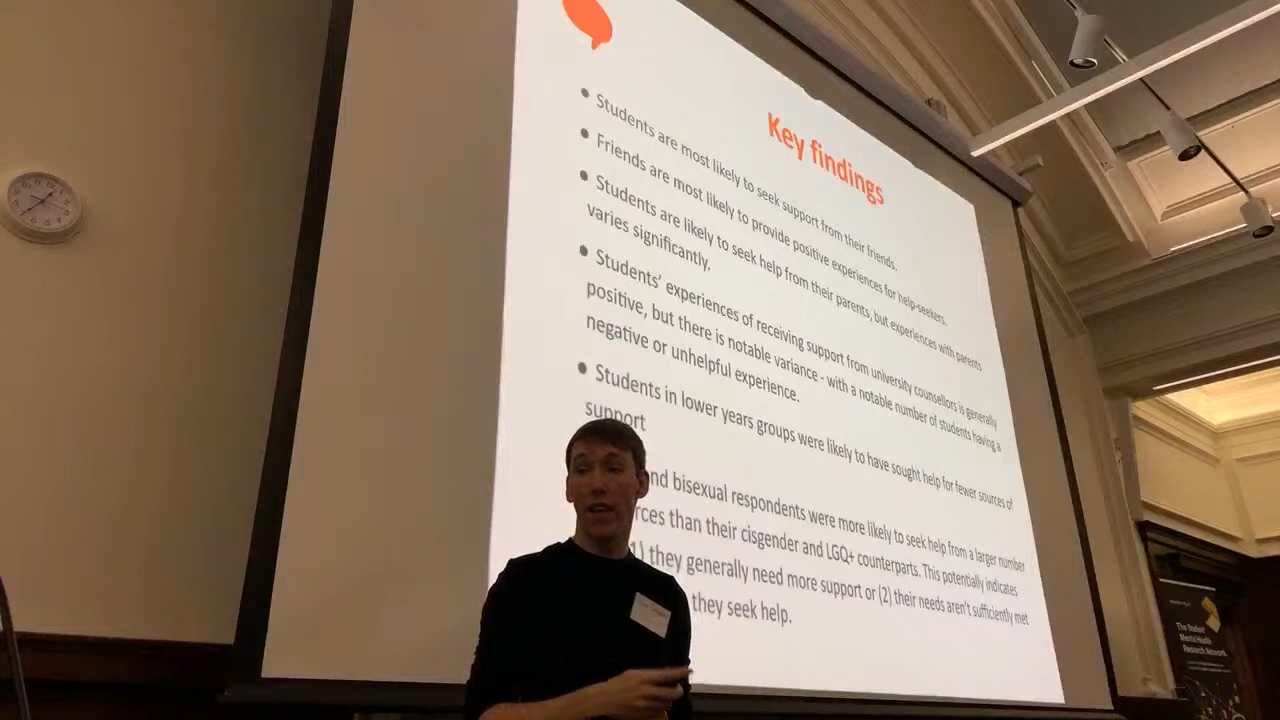 Key findings
Students are most likely to seek support from their friends.
Friends are most likely to provide positive experiences for help-seekers.
Students are likely to seek help from their parents, but experiences with parents
varies significantly.
Students' experiences of receiving support from university counsellors is generally
positive, but there is notable variance - with a notable number of students having a
negative or unhelpful experience.
Students in lower years groups were likely to have sought help for fewer sources of
support
and bisexual respondents were more likely to seek help from a larger number
than their cisgender and LGQ+ counterparts. This potentially indicates
(1) they generally need more support or (2) their needs aren't sufficiently met
they seek help.
The Student
Mental Health
Research Network.